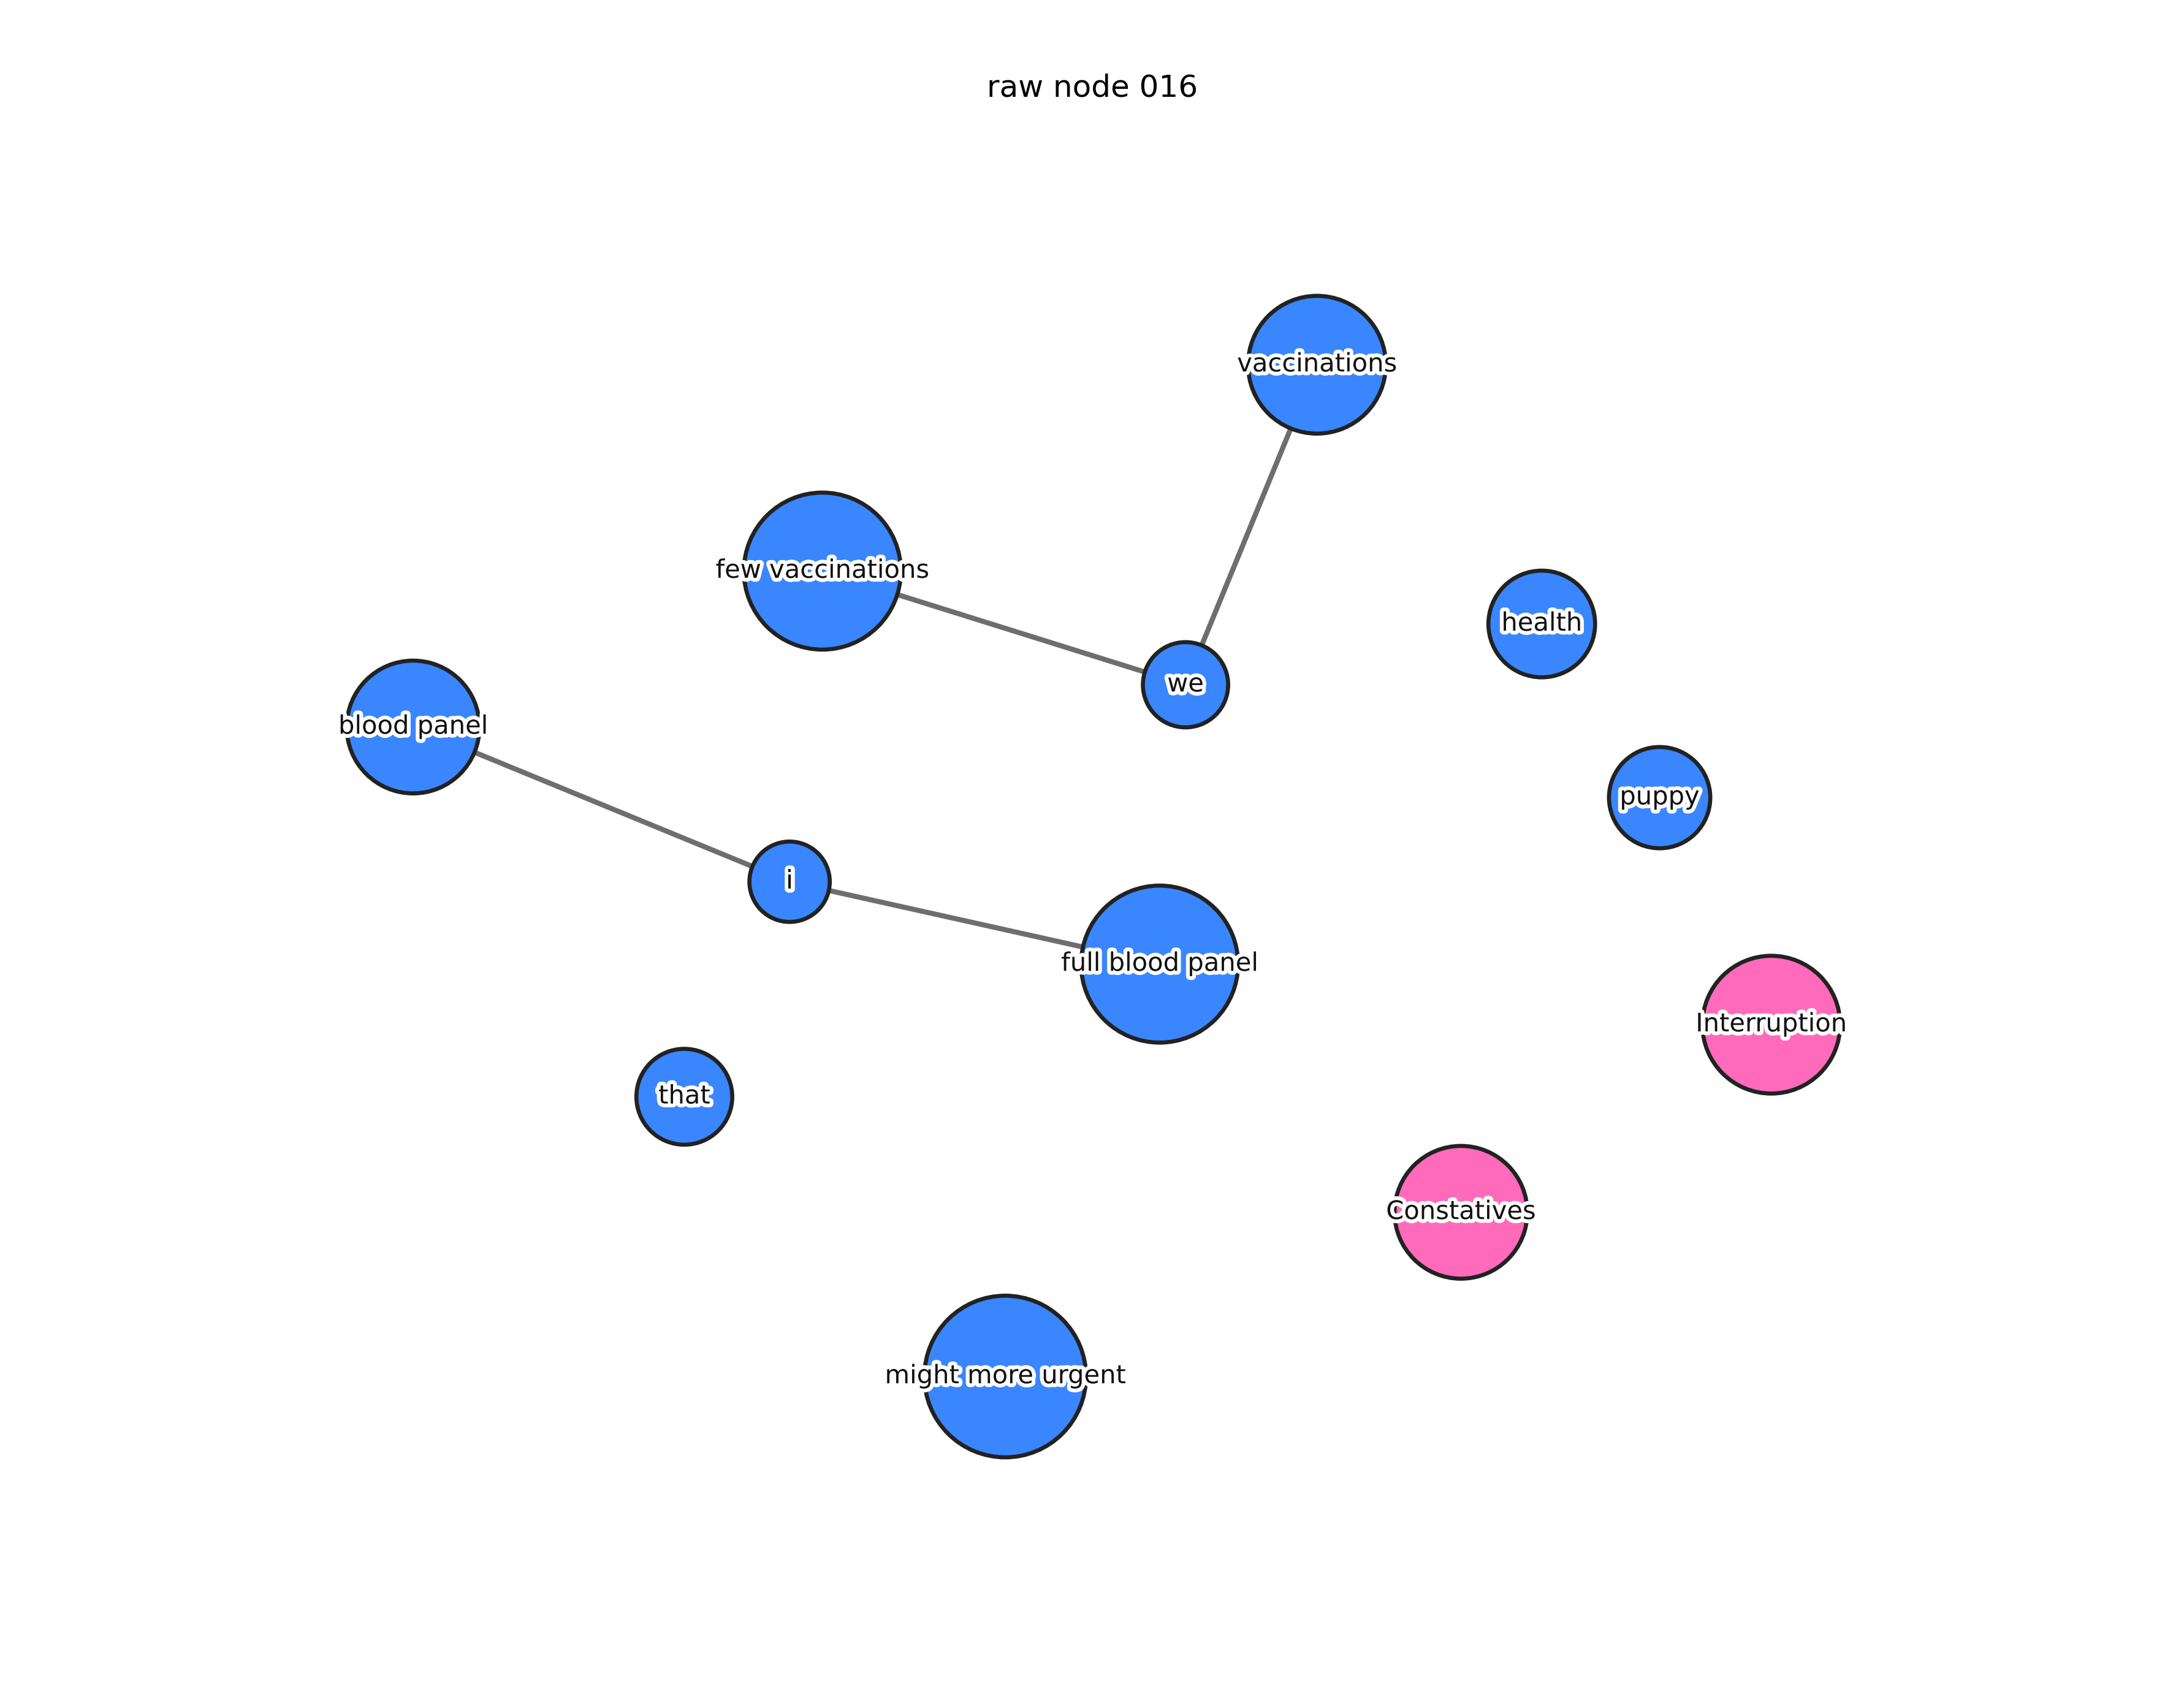 raw node 016
vaccinations
few vaccinations
health
we
blood panel
puppy
i
full blood panel
Interruption
that
Constatives
might more urgent